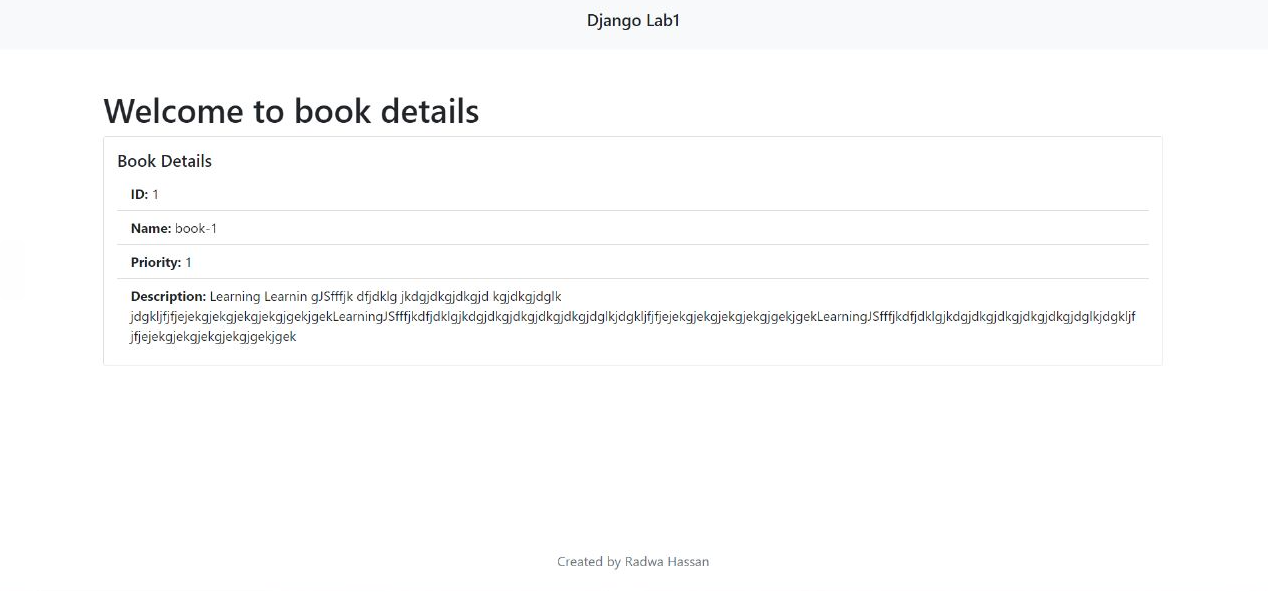 Django Lab1
Welcome to book details
Book Details
ID: 1
Name: book-1
Priority: 1
Description: Learning Learnin gJSfffjk dfjdklg jkdgjdkgjdkgjd kgjdkgjdglk
jdgkljfjfjejekgjekgjekgjekgjgekjgekLearningJSfffjkdfjdklgjkdgjdkgjdkgjdkgjdkgjdglkjdgkljfjfjejekgjekgjekgjekgjgekjgekLearningJSfffjkdfjdklgjkdgjdkgjdkgjdkgjdkgjdglkjdgkljf
jfjejekgjekgjekgjekgjgekjgek
Created by Radwa Hassan